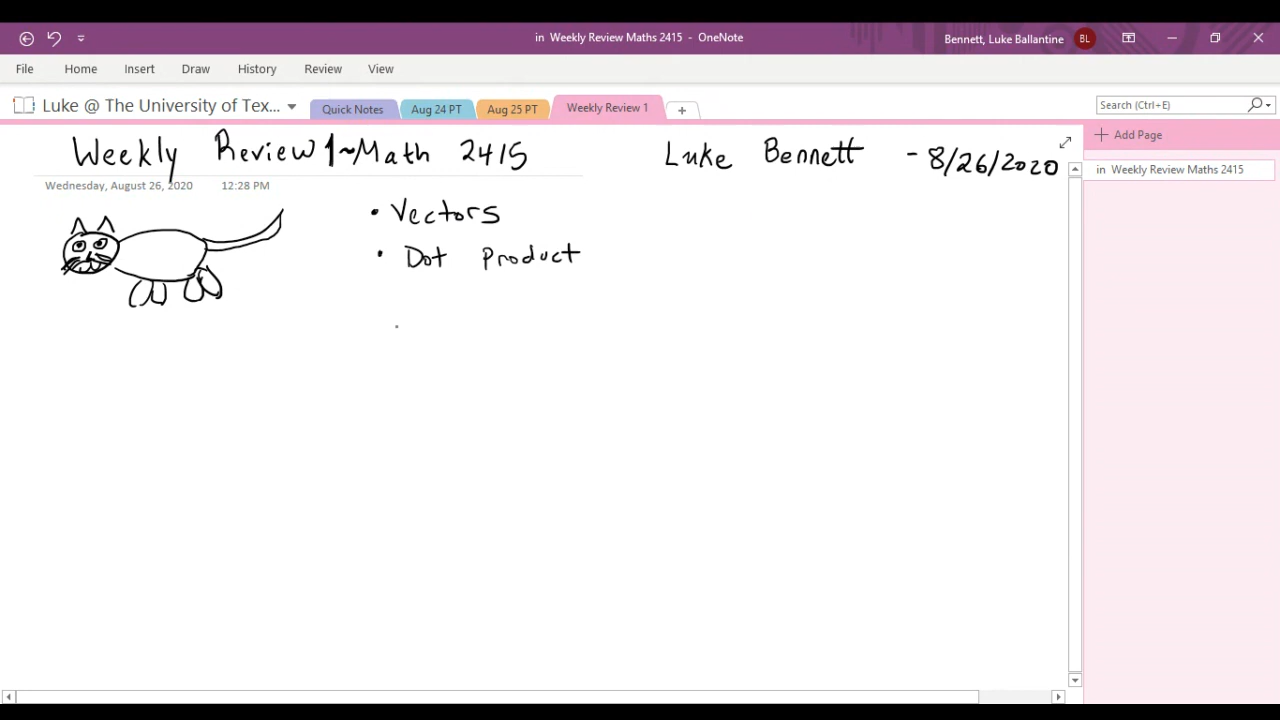 in Weekly Review Maths 2415 - OneNote
Bennett, Luke Ballantine BL
File Home Insert Draw History Review View
Luke @ The University of Tex...
Quick Notes Aug 24 PT Aug 25 PT Weekly Review 1 +
Search (Ctrl+E)
Weekly Review 1~Math 2415 Luke Bennett - 8/26/2020
Add Page
Wednesday, August 26, 2020 12:28 PM
in Weekly Review Maths 2415
• Vectors
• Dot Product